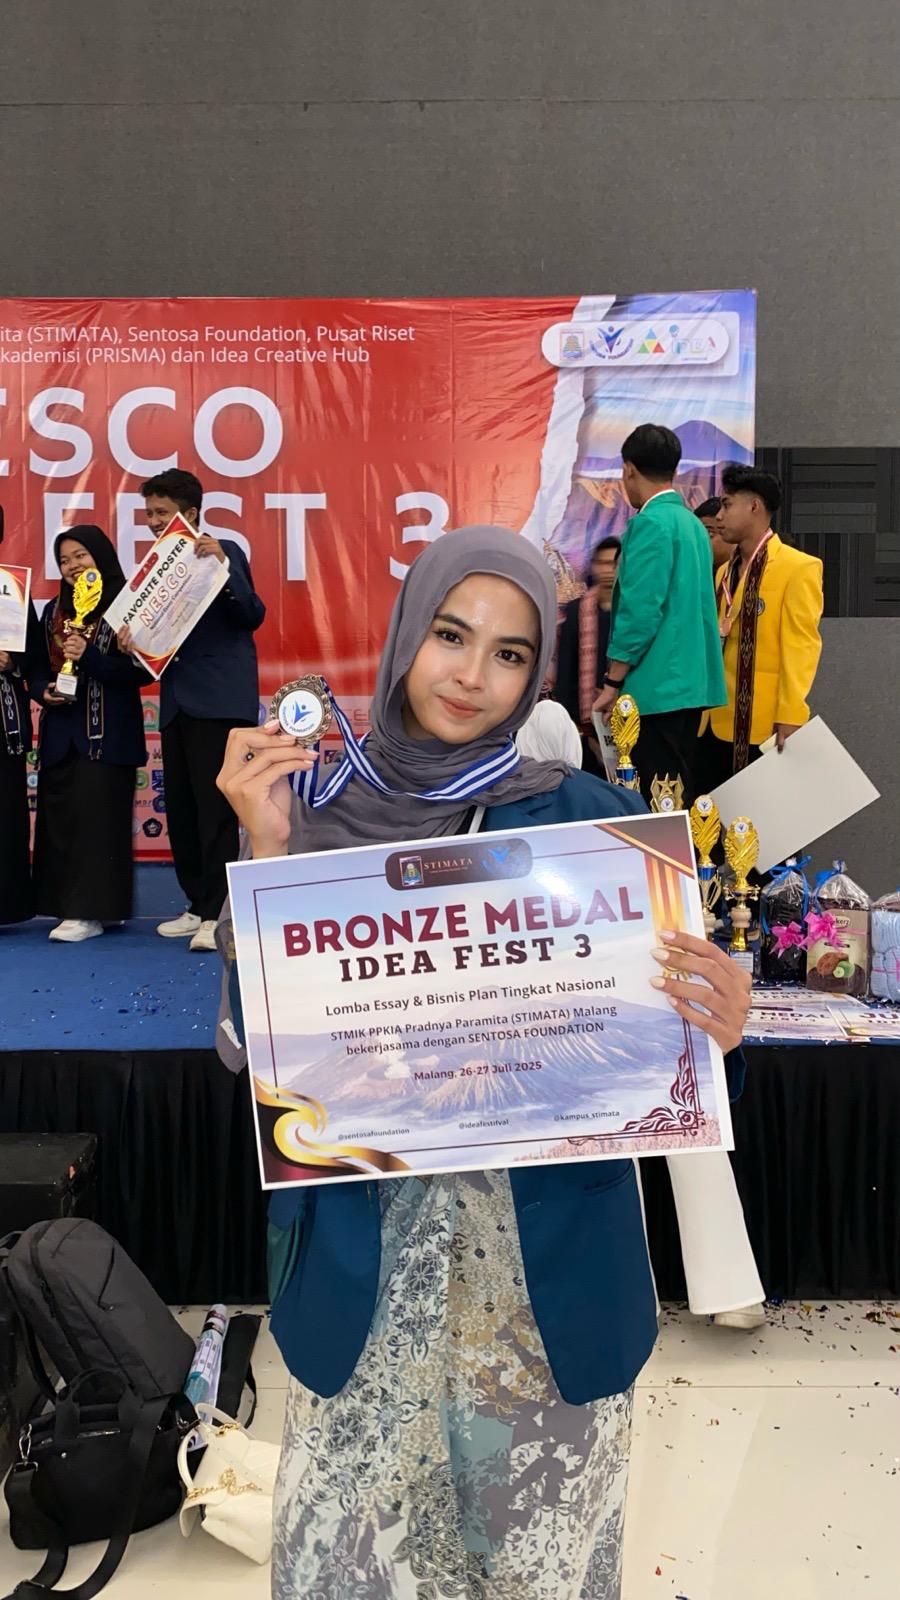 ita (STIMATA), Sentosa Foundation, Pusat Riset
kademisi (PRISMA) dan Idea Creative Hub
ESCO
FEST 3
IDEA
FAVORITE POSTER
NESCO
STIMATA
BRONZE MEDAL
IDEA FEST 3
Lomba Essay & Bisnis Plan Tingkat Nasional
STMIK PPKIA Pradnya Paramita (STIMATA) Malang
bekerjasama dengan SENTOSA FOUNDATION
Malang, 26-27 Juli 2025
@sentosafoundation
@ideafestifval
@kampus_stimata